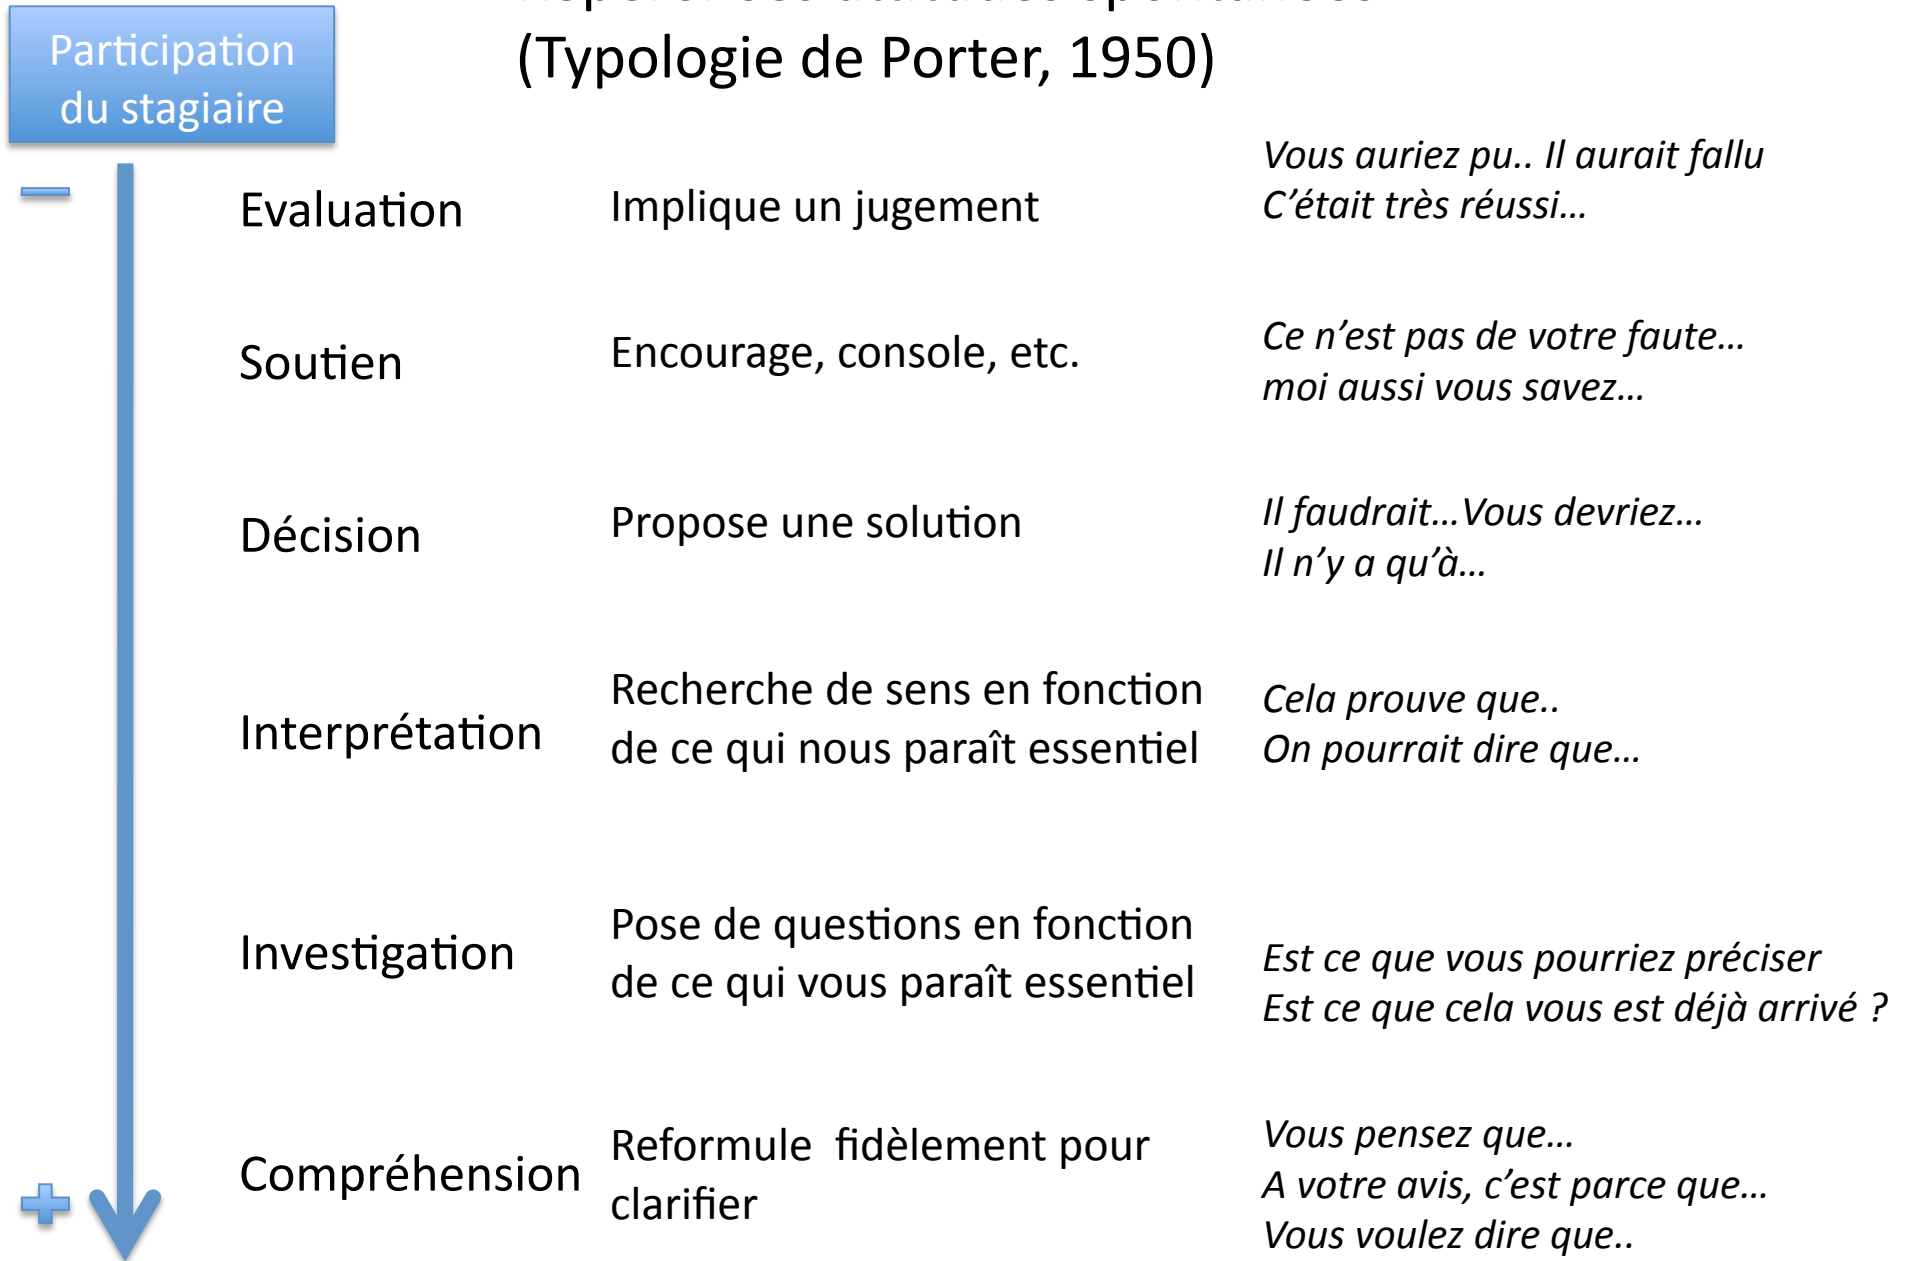 (Typologie de Porter, 1950)
Participation
du stagiaire
Evaluation
Implique un jugement
Vous auriez pu.. Il aurait fallu
C’était très réussi...
Soutien
Encourage, console, etc.
Ce n’est pas de votre faute...
moi aussi vous savez...
Décision
Propose une solution
Il faudrait...Vous devriez...
Il n’y a qu’à...
Interprétation
Recherche de sens en fonction
de ce qui nous paraît essentiel
Cela prouve que..
On pourrait dire que...
Investigation
Pose de questions en fonction
de ce qui vous paraît essentiel
Est ce que vous pourriez préciser
Est ce que cela vous est déjà arrivé ?
Compréhension
Reformule fidèlement pour
clarifier
Vous pensez que...
A votre avis, c’est parce que...
Vous voulez dire que..